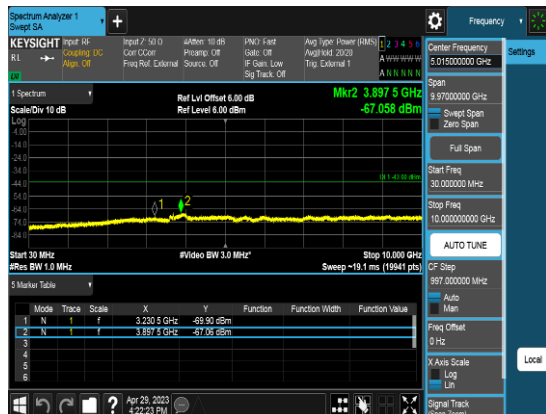 Spectrum Analyzer 1
Swept SA
Frequency
KEYSIGHT
Input: RF
Coupling: DC
Align: Off
Input Z: 50 Ω
Corr CCorr
Freq Ref: External
#Atten: 10 dB
Preamp: Off
Source: Off
PNO: Fast
Gate: Off
IF Gain: Low
Sig Track: Off
Avg Type: Power (RMS)
Avg|Hold: 20/20
Trig: External 1
1 2 3 4 5 6
A W W W W W
A N N N N N
R L
LW
1 Spectrum
Scale/Div 10 dB
Ref Lvl Offset 6.00 dB
Ref Level 6.00 dBm
Mkr2 3.897 5 GHz
-67.058 dBm
Log
-4.00
-14.0
-24.0
-34.0
-44.0
-54.0
-64.0
-74.0
-84.0
DL1 -43.00 dBm
1
2
Start 30 MHz
#Res BW 1.0 MHz
#Video BW 3.0 MHz*
Stop 10.000 GHz
Sweep ~19.1 ms (19941 pts)
5 Marker Table
Mode Trace Scale X Y Function Function Width Function Value
1 N 1 f 3.230 5 GHz -69.90 dBm
2 N 1 f 3.897 5 GHz -67.06 dBm
3
4
5
6
Apr 29, 2023
4:22:23 PM
Center Frequency
5.015000000 GHz
Span
9.97000000 GHz
Swept Span
Zero Span
Full Span
Start Freq
30.000000 MHz
Stop Freq
10.000000000 GHz
AUTO TUNE
CF Step
997.000000 MHz
Auto
Man
Freq Offset
0 Hz
X Axis Scale
Log
Lin
Signal Track
(Span Zoom)
Settings
Local